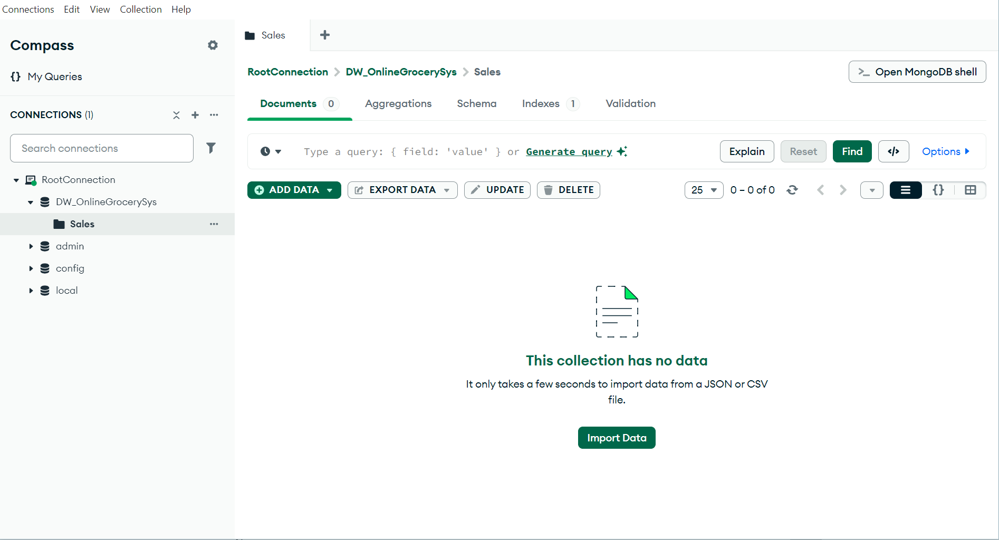 Connections Edit View Collection Help
Compass
{} My Queries
CONNECTIONS (1)
Search connections
RootConnection
DW_OnlineGrocerySys
Sales
admin
config
local
Sales
RootConnection > DW_OnlineGrocerySys > Sales
>_ Open MongoDB shell
Documents 0 Aggregations Schema Indexes 1 Validation
Type a query: { field: 'value' } or Generate query
Explain Reset Find </> Options
ADD DATA EXPORT DATA UPDATE DELETE
25 0 – 0 of 0 {}
This collection has no data
It only takes a few seconds to import data from a JSON or CSV
file.
Import Data